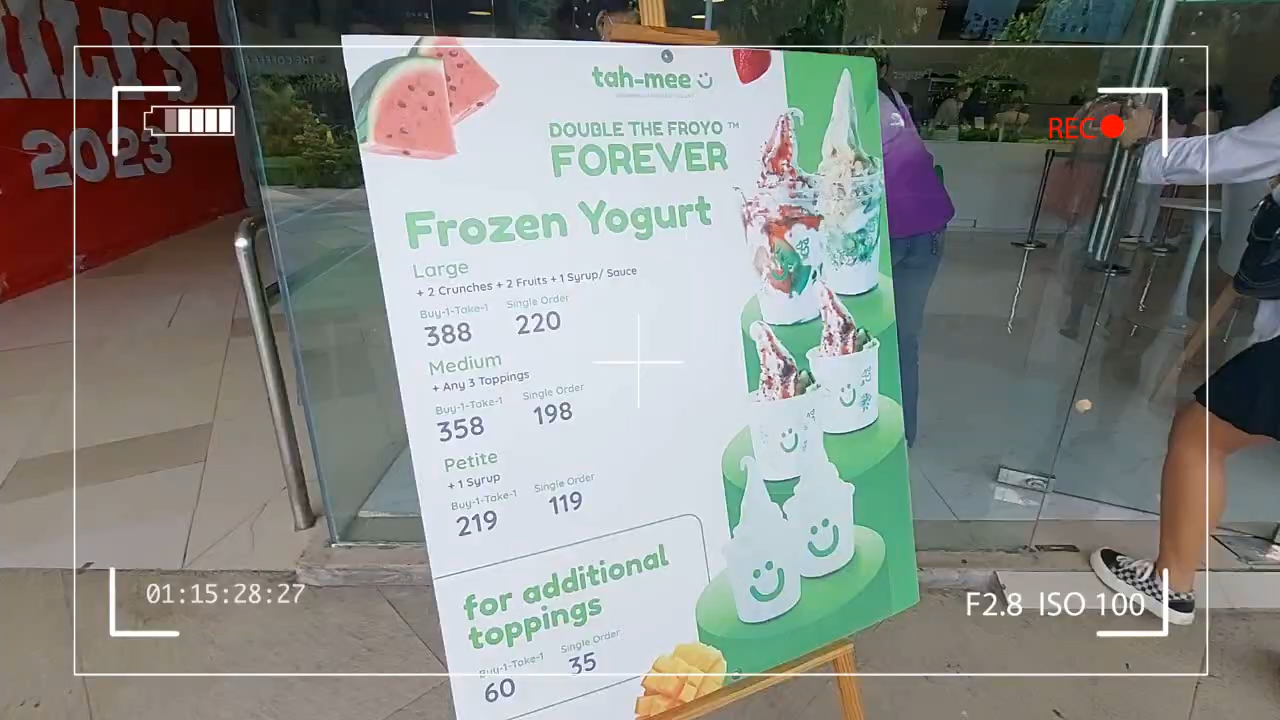 LI'S
2023
tah-mee
DOUBLE THE FROYO ™
FOREVER
Frozen Yogurt
Large
+ 2 Crunches + 2 Fruits + 1 Syrup/ Sauce
Buy-1-Take-1 Single Order
388 220
Medium
+ Any 3 Toppings
Buy-1-Take-1 Single Order
358 198
Petite
+ 1 Syrup
Buy-1-Take-1 Single Order
219 119
for additional
toppings
Buy-1-Take-1 Single Order
60 35
REC
01:15:28:27
F2.8 ISO 100